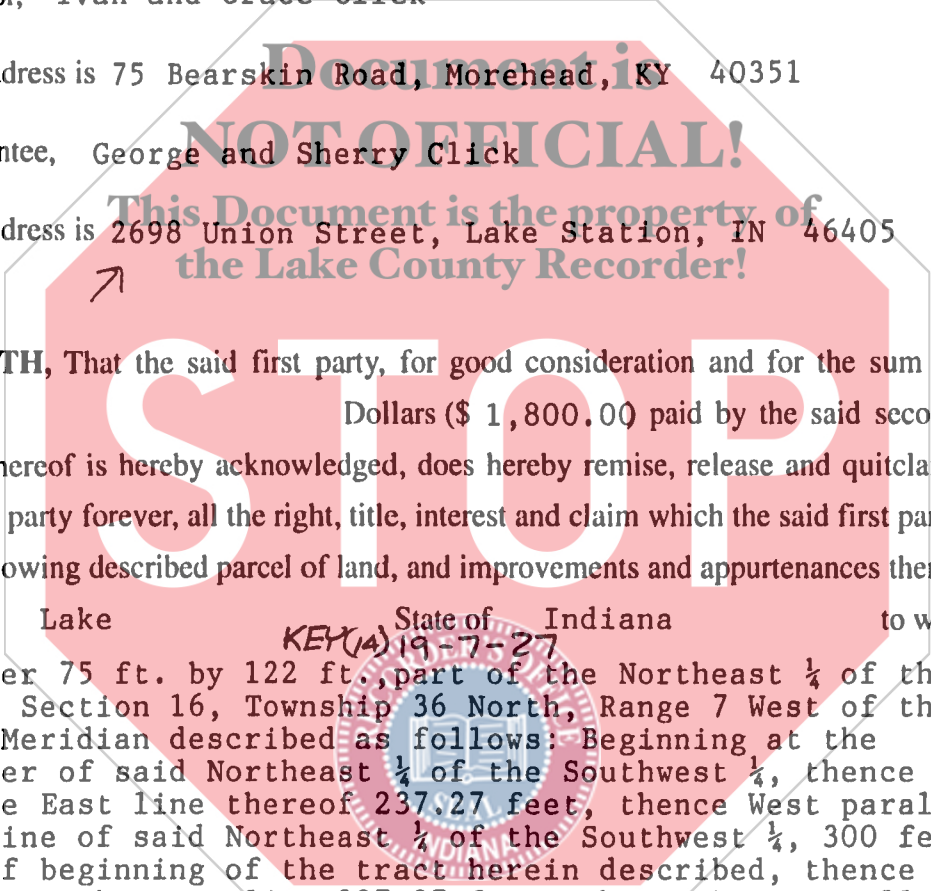 Ivan and Grace Click
Document is
dress is 75 Bearskin Road, Morehead, KY 40351
NOT OFFICIAL!
ntee, George and Sherry Click
This Document is the property of
dress is 2698 Union Street, Lake Station, IN 46405
the Lake County Recorder!
TH, That the said first party, for good consideration and for the sum
Dollars ($ 1,800.00) paid by the said seco
hereof is hereby acknowledged, does hereby remise, release and quitcla
party forever, all the right, title, interest and claim which the said first par
owing described parcel of land, and improvements and appurtenances ther
STOP
Lake State of Indiana to w
KEY(14) 19-7-27
er 75 ft. by 122 ft., part of the Northeast ¼ of th
Section 16, Township 36 North, Range 7 West of th
Meridian described as follows: Beginning at the
er of said Northeast ¼ of the Southwest ¼, thence
e East line thereof 237.27 feet, thence West paral
ine of said Northeast ¼ of the Southwest ¼, 300 fe
f beginning of the tract herein described, thence
RECORDER'S OFFICE
SEAL
INDIANA